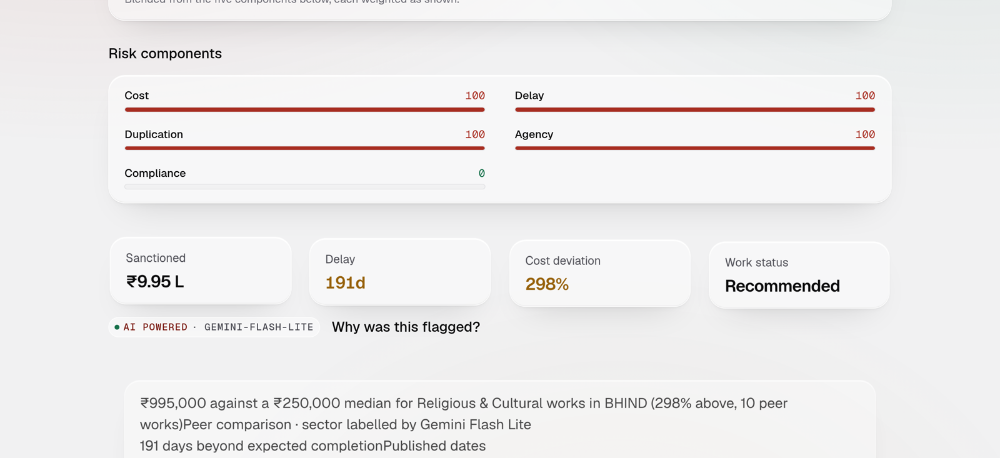 Blended from the five components below, each weighted as shown.
Risk components
Cost 100
Delay 100
Duplication 100
Agency 100
Compliance 0
Sanctioned
₹9.95 L
Delay
191d
Cost deviation
298%
Work status
Recommended
AI POWERED · GEMINI-FLASH-LITE
Why was this flagged?
₹995,000 against a ₹250,000 median for Religious & Cultural works in BHIND (298% above, 10 peer
works)Peer comparison · sector labelled by Gemini Flash Lite
191 days beyond expected completionPublished dates